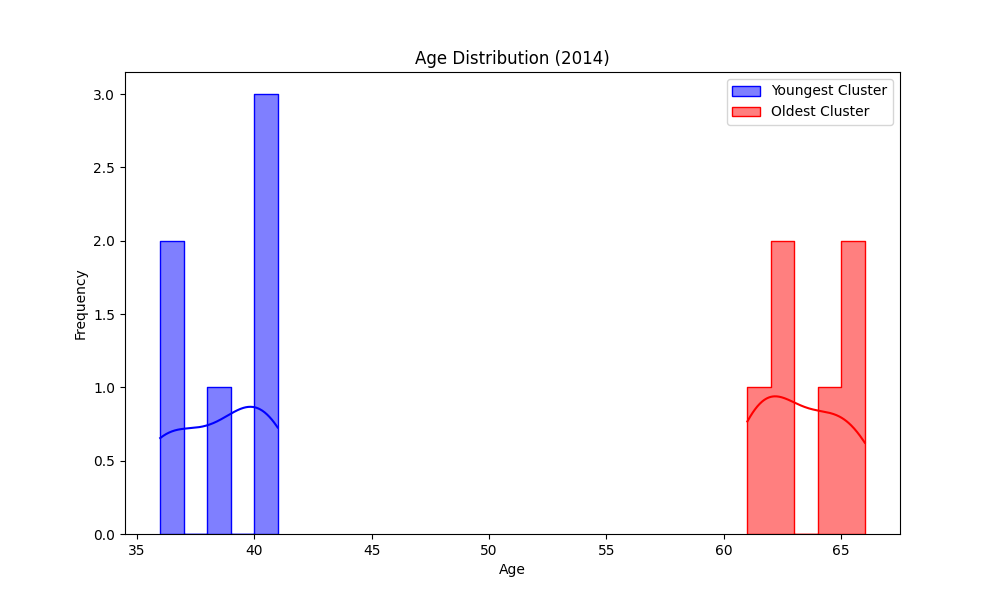 Age Distribution (2014)
Youngest Cluster
Oldest Cluster
3.0
2.5
2.0
1.5
1.0
0.5
0.0
Frequency
35 40 45 50 55 60 65
Age